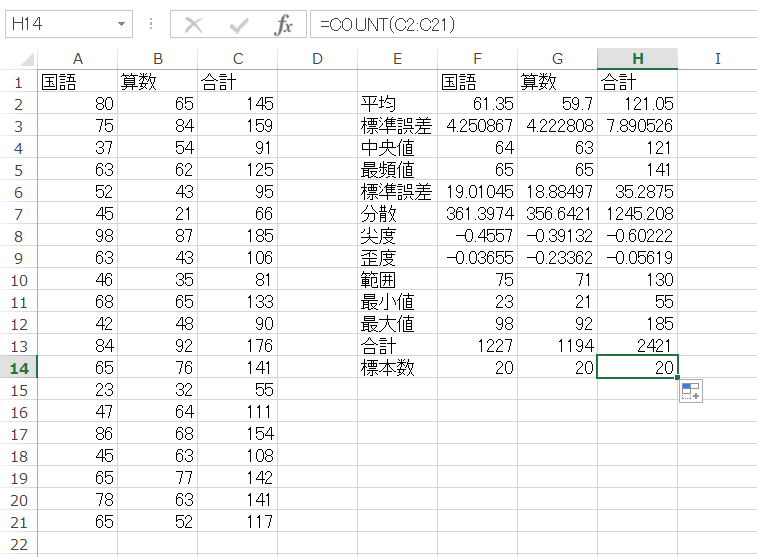 H14 fx =COUNT(C2:C21)
A B C D E F G H I
1 国語 算数 合計 国語 算数 合計
2 80 65 145 平均 61.35 59.7 121.05
3 75 84 159 標準誤差 4.250867 4.222808 7.890526
4 37 54 91 中央値 64 63 121
5 63 62 125 最頻値 65 65 141
6 52 43 95 標準誤差 19.01045 18.88497 35.2875
7 45 21 66 分散 361.3974 356.6421 1245.208
8 98 87 185 尖度 -0.4557 -0.39132 -0.60222
9 63 43 106 歪度 -0.03655 -0.23362 -0.05619
10 46 35 81 範囲 75 71 130
11 68 65 133 最小値 23 21 55
12 42 48 90 最大値 98 92 185
13 84 92 176 合計 1227 1194 2421
14 65 76 141 標本数 20 20 20
15 23 32 55
16 47 64 111
17 86 68 154
18 45 63 108
19 65 77 142
20 78 63 141
21 65 52 117
22